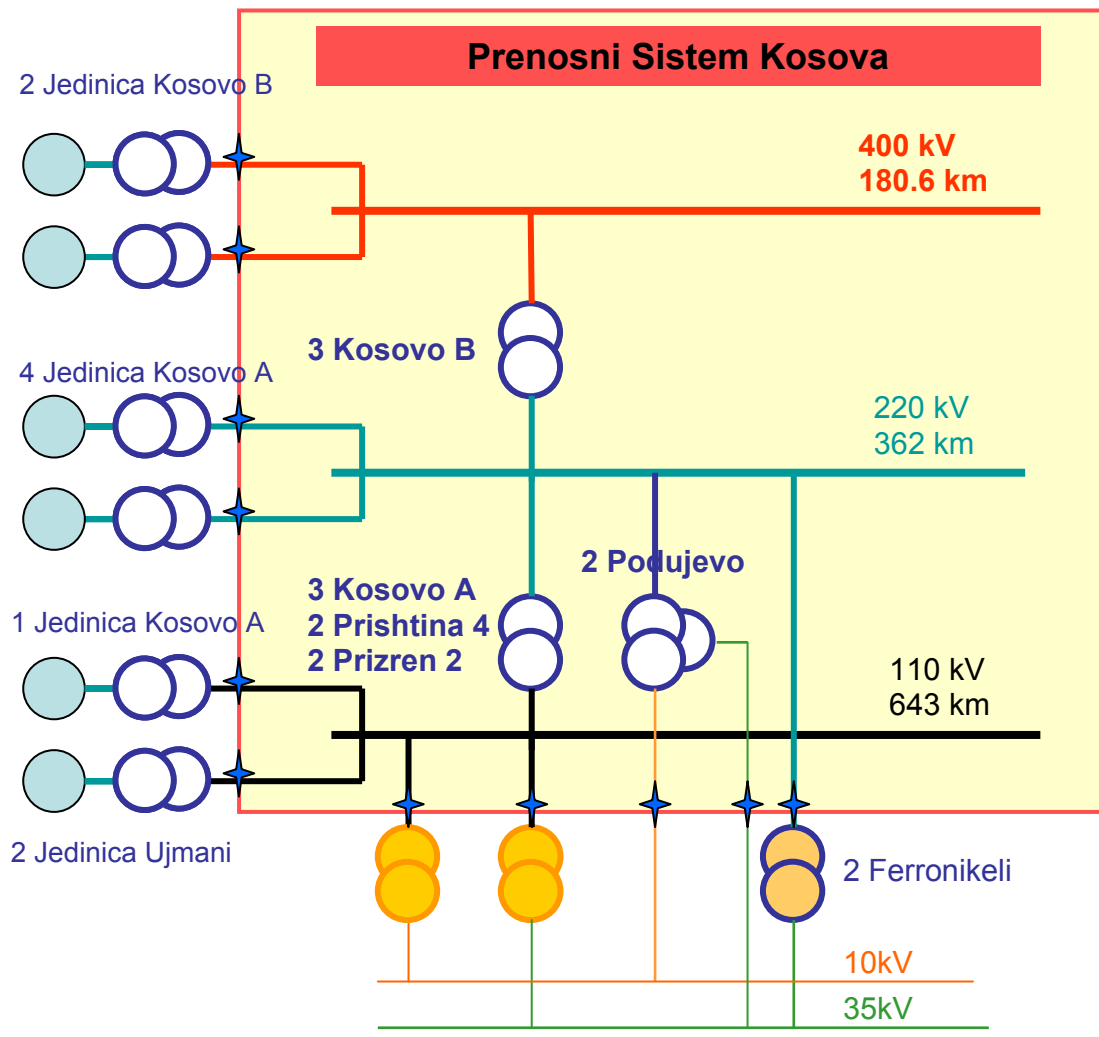 Prenosni Sistem Kosova
2 Jedinica Kosovo B
400 kV
180.6 km
3 Kosovo B
4 Jedinica Kosovo A
220 kV
362 km
2 Podujevo
3 Kosovo A
2 Prishtina 4
2 Prizren 2
1 Jedinica Kosovo A
110 kV
643 km
2 Jedinica Ujmani
2 Ferronikeli
10kV
35kV